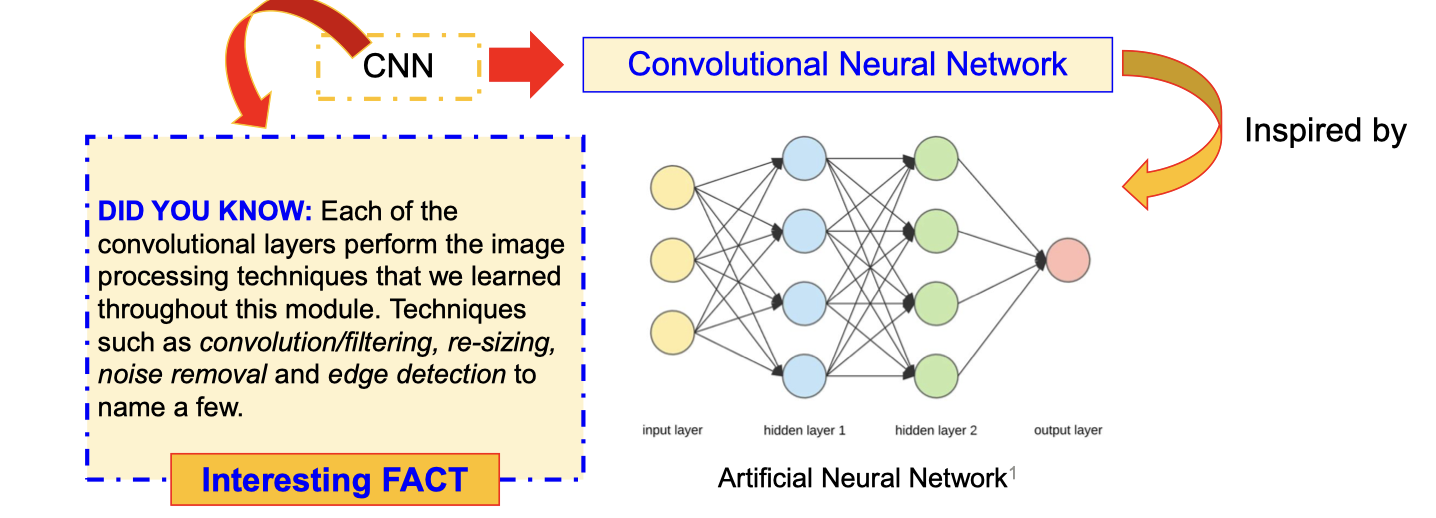 CNN
Convolutional Neural Network
Inspired by
DID YOU KNOW: Each of the
convolutional layers perform the image
processing techniques that we learned
throughout this module. Techniques
such as convolution/filtering, re-sizing,
noise removal and edge detection to
name a few.
Interesting FACT
input layer
hidden layer 1
hidden layer 2
output layer
Artificial Neural Network¹